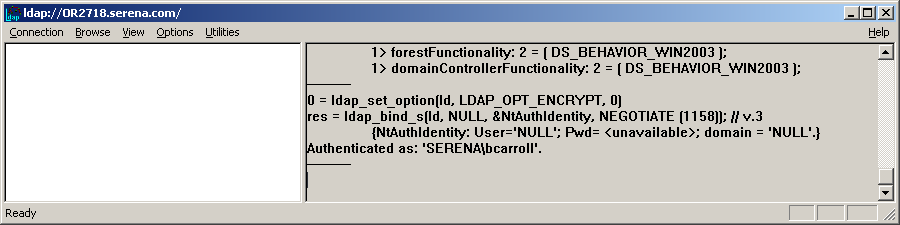 ldap
ldap://OR2718.serena.com/
Connection Browse View Options Utilities Help
1> forestFunctionality: 2 = ( DS_BEHAVIOR_WIN2003 );
1> domainControllerFunctionality: 2 = ( DS_BEHAVIOR_WIN2003 );
0 = ldap_set_option(ld, LDAP_OPT_ENCRYPT, 0)
res = ldap_bind_s(ld, NULL, &NtAuthIdentity, NEGOTIATE (1158)); // v.3
{NtAuthIdentity: User='NULL'; Pwd= <unavailable>; domain = 'NULL'.}
Authenticated as: 'SERENA\bcarroll'.
Ready